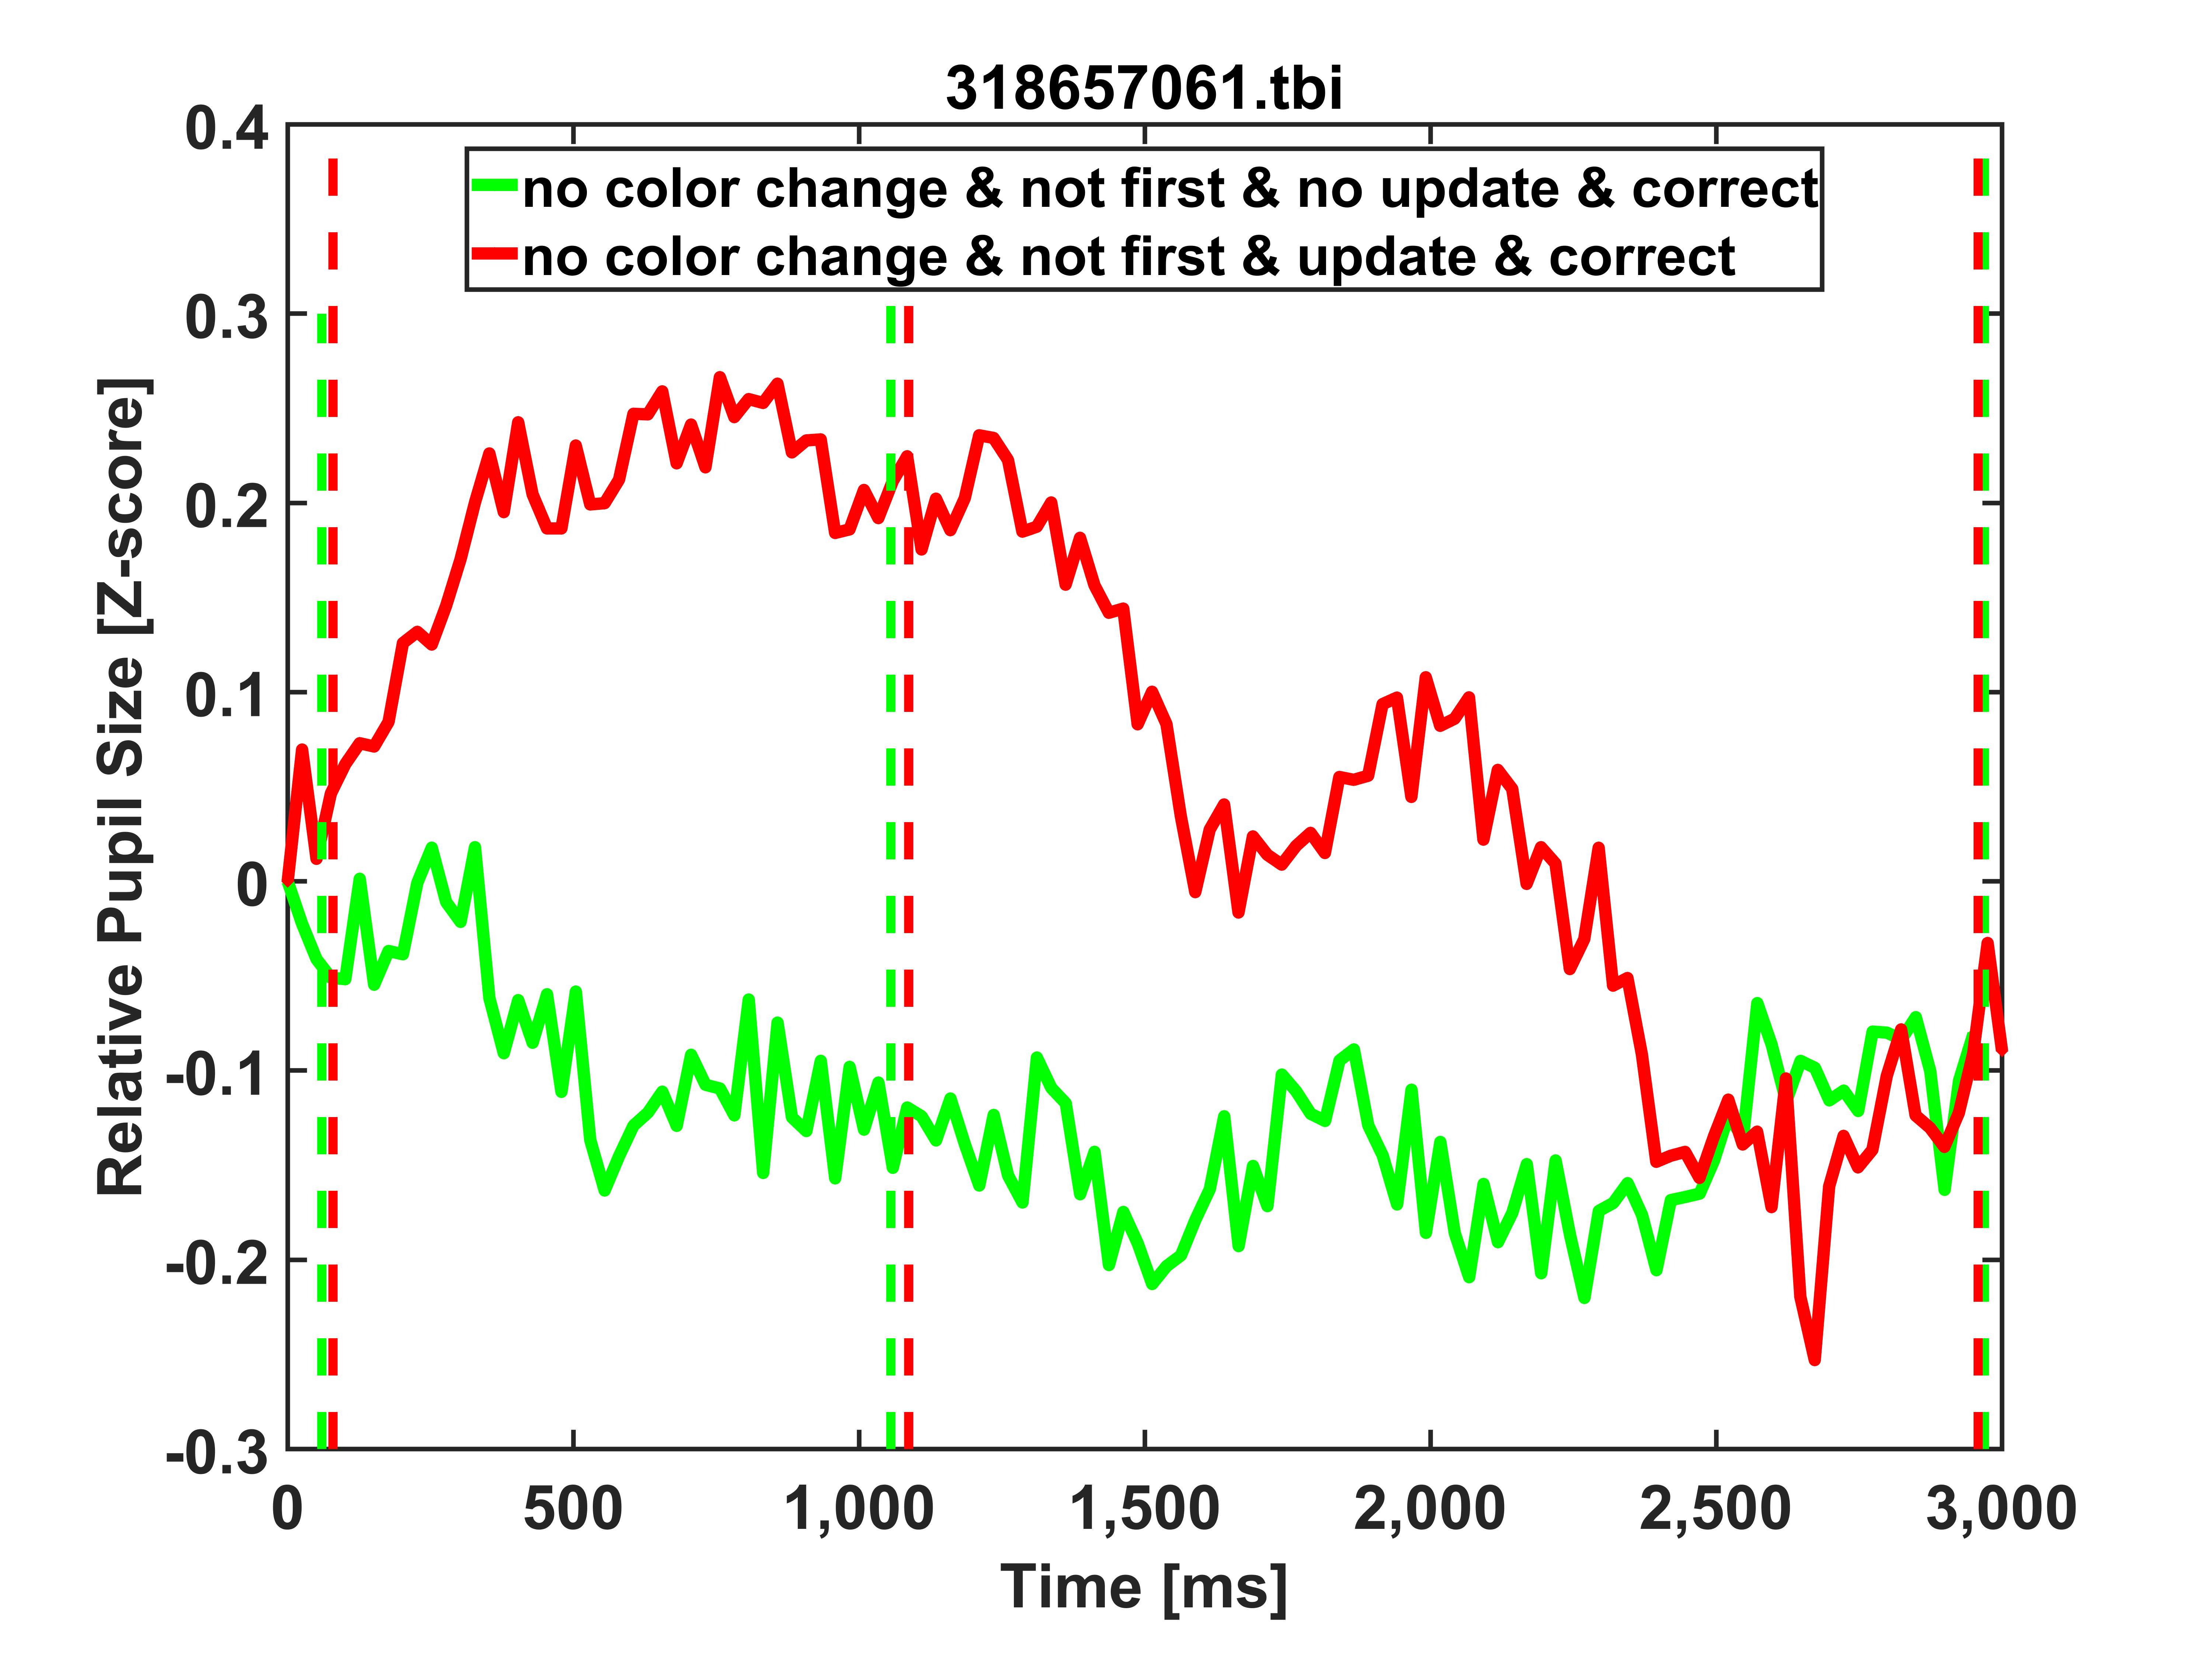 318657061.tbi
no color change & not first & no update & correct
no color change & not first & update & correct
0.4
0.3
0.2
0.1
0
-0.1
-0.2
-0.3
Relative Pupil Size [Z-score]
0 500 1,000 1,500 2,000 2,500 3,000
Time [ms]